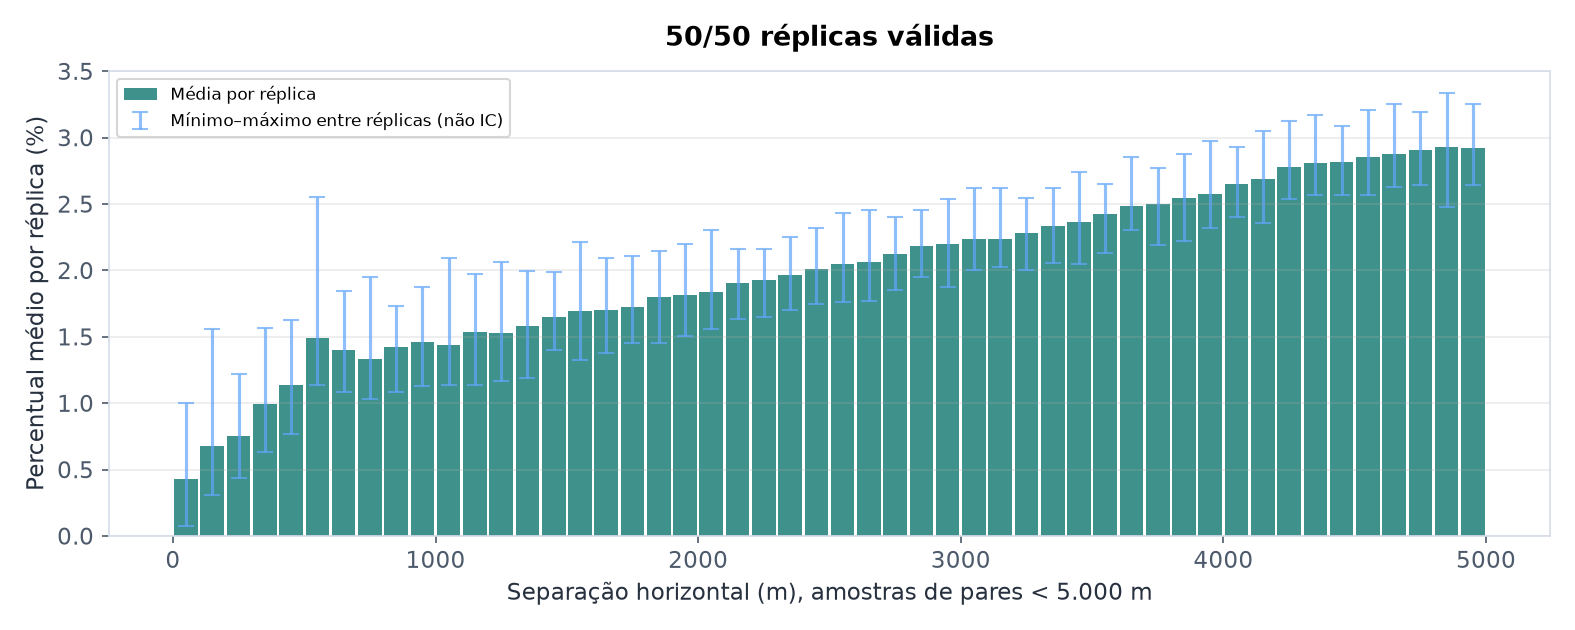 50/50 réplicas válidas
Média por réplica
Mínimo–máximo entre réplicas (não IC)
Percentual médio por réplica (%)
3.5
3.0
2.5
2.0
1.5
1.0
0.5
0.0
0 1000 2000 3000 4000 5000
Separação horizontal (m), amostras de pares < 5.000 m